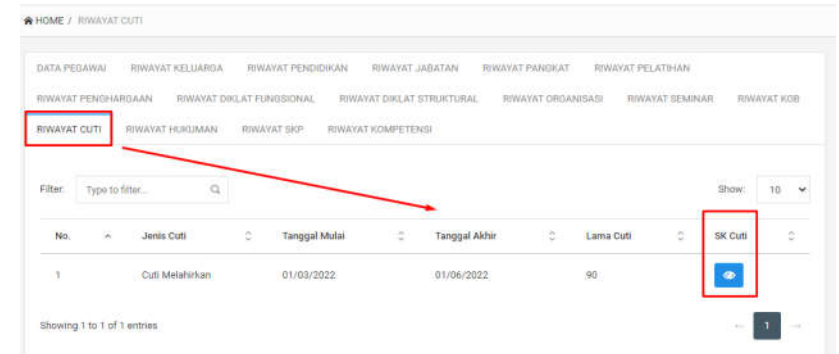 HOME / RIWAYAT CUTI
DATA PEGAWAI RIWAYAT KELUARGA RIWAYAT PENDIDIKAN RIWAYAT JABATAN RIWAYAT PANGKAT RIWAYAT PELATIHAN
RIWAYAT PENGHARGAAN RIWAYAT DIKLAT FUNGSIONAL RIWAYAT DIKLAT STRUKTURAL RIWAYAT ORGANISASI RIWAYAT SEMINAR RIWAYAT KGB
RIWAYAT CUTI RIWAYAT HUKUMAN RIWAYAT SKP RIWAYAT KOMPETENSI
Filter: Type to filter... Show: 10
No. Jenis Cuti Tanggal Mulai Tanggal Akhir Lama Cuti SK Cuti
1 Cuti Melahirkan 01/03/2022 01/06/2022 90
Showing 1 to 1 of 1 entries ← 1 →